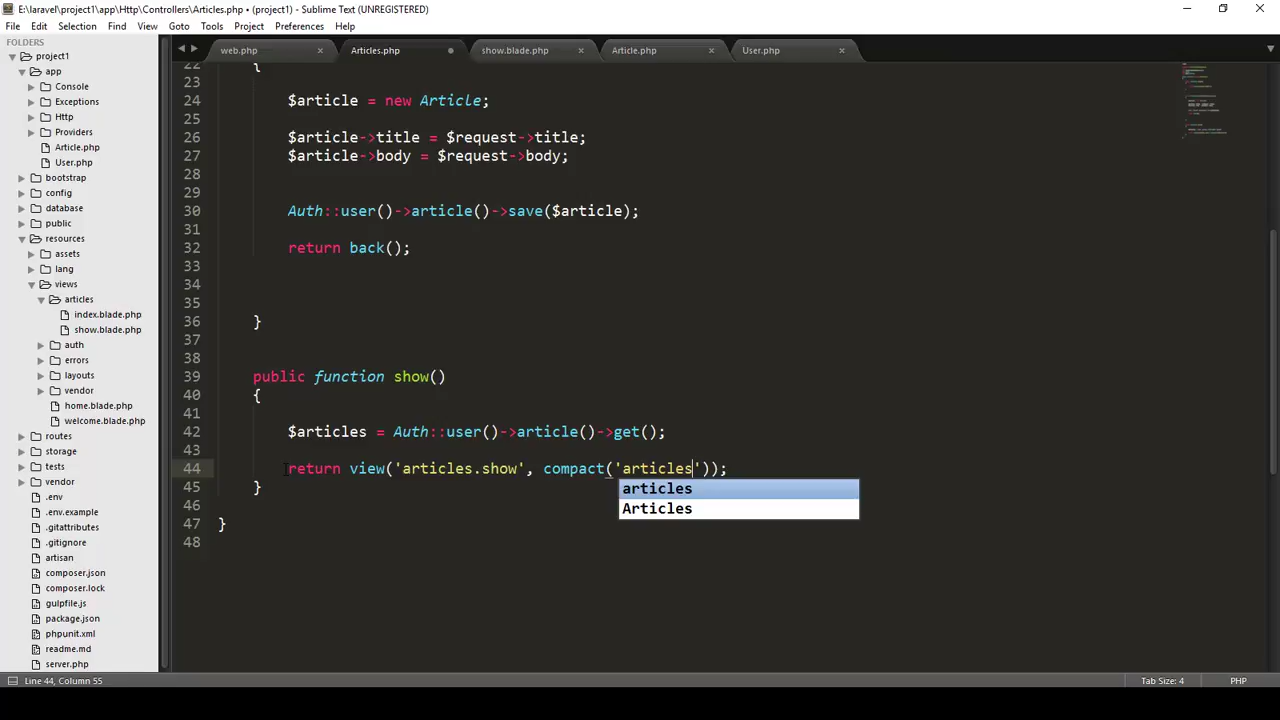 E:\laravel\project1\app\Http\Controllers\Articles.php • (project1) - Sublime Text (UNREGISTERED)
File Edit Selection Find View Goto Tools Project Preferences Help
FOLDERS
project1
app
Console
Exceptions
Http
Providers
Article.php
User.php
bootstrap
config
database
public
resources
assets
lang
views
articles
index.blade.php
show.blade.php
auth
errors
layouts
vendor
home.blade.php
welcome.blade.php
routes
storage
tests
vendor
.env
.env.example
.gitattributes
.gitignore
artisan
composer.json
composer.lock
gulpfile.js
package.json
phpunit.xml
readme.md
server.php
web.php Articles.php show.blade.php Article.php User.php
22 {
23
24 $article = new Article;
25
26 $article->title = $request->title;
27 $article->body = $request->body;
28
29
30 Auth::user()->article()->save($article);
31
32 return back();
33
34
35
36 }
37
38
39 public function show()
40 {
41
42 $articles = Auth::user()->article()->get();
43
44 return view('articles.show', compact('articles'));
45 }
46
47 }
48
articles
Articles
Line 44, Column 55 Tab Size: 4 PHP